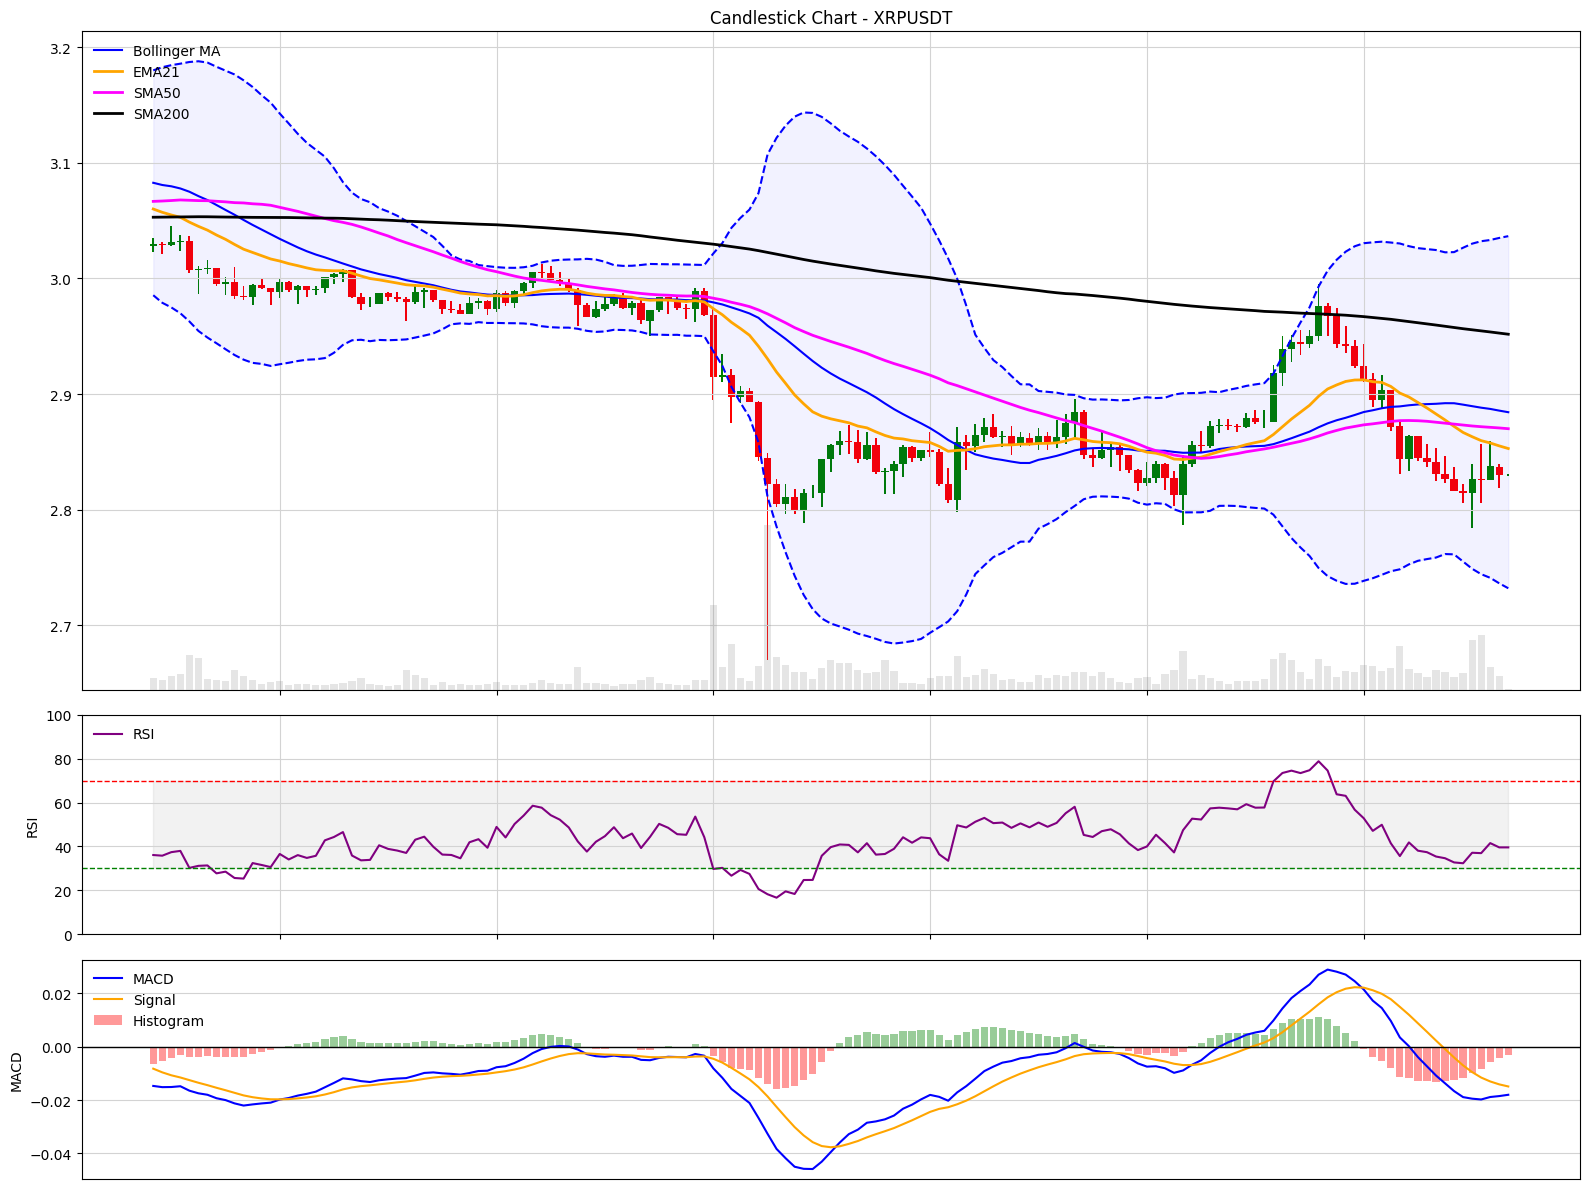 Candlestick Chart - XRPUSDT
Bollinger MA
EMA21
SMA50
SMA200
3.2
3.1
3.0
2.9
2.8
2.7
RSI
RSI
100
80
60
40
20
0
MACD
Signal
Histogram
MACD
0.02
0.00
−0.02
−0.04